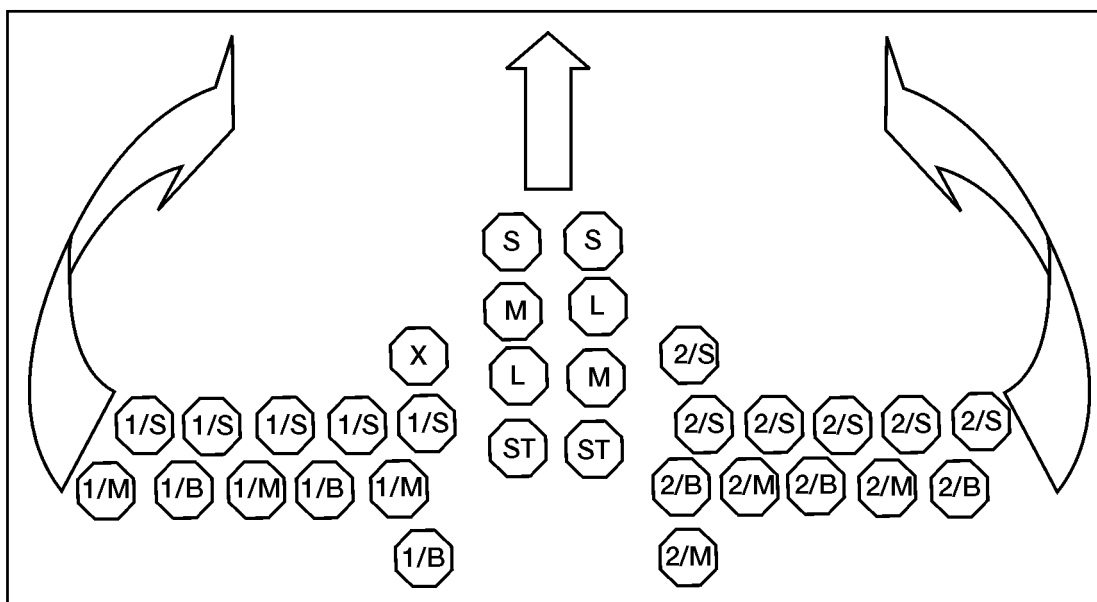 S S
M L
X L M 2/S
1/S 1/S 1/S 1/S 1/S ST ST 2/S 2/S 2/S 2/S 2/S
1/M 1/B 1/M 1/B 1/M 2/B 2/M 2/B 2/M 2/B
1/B 2/M